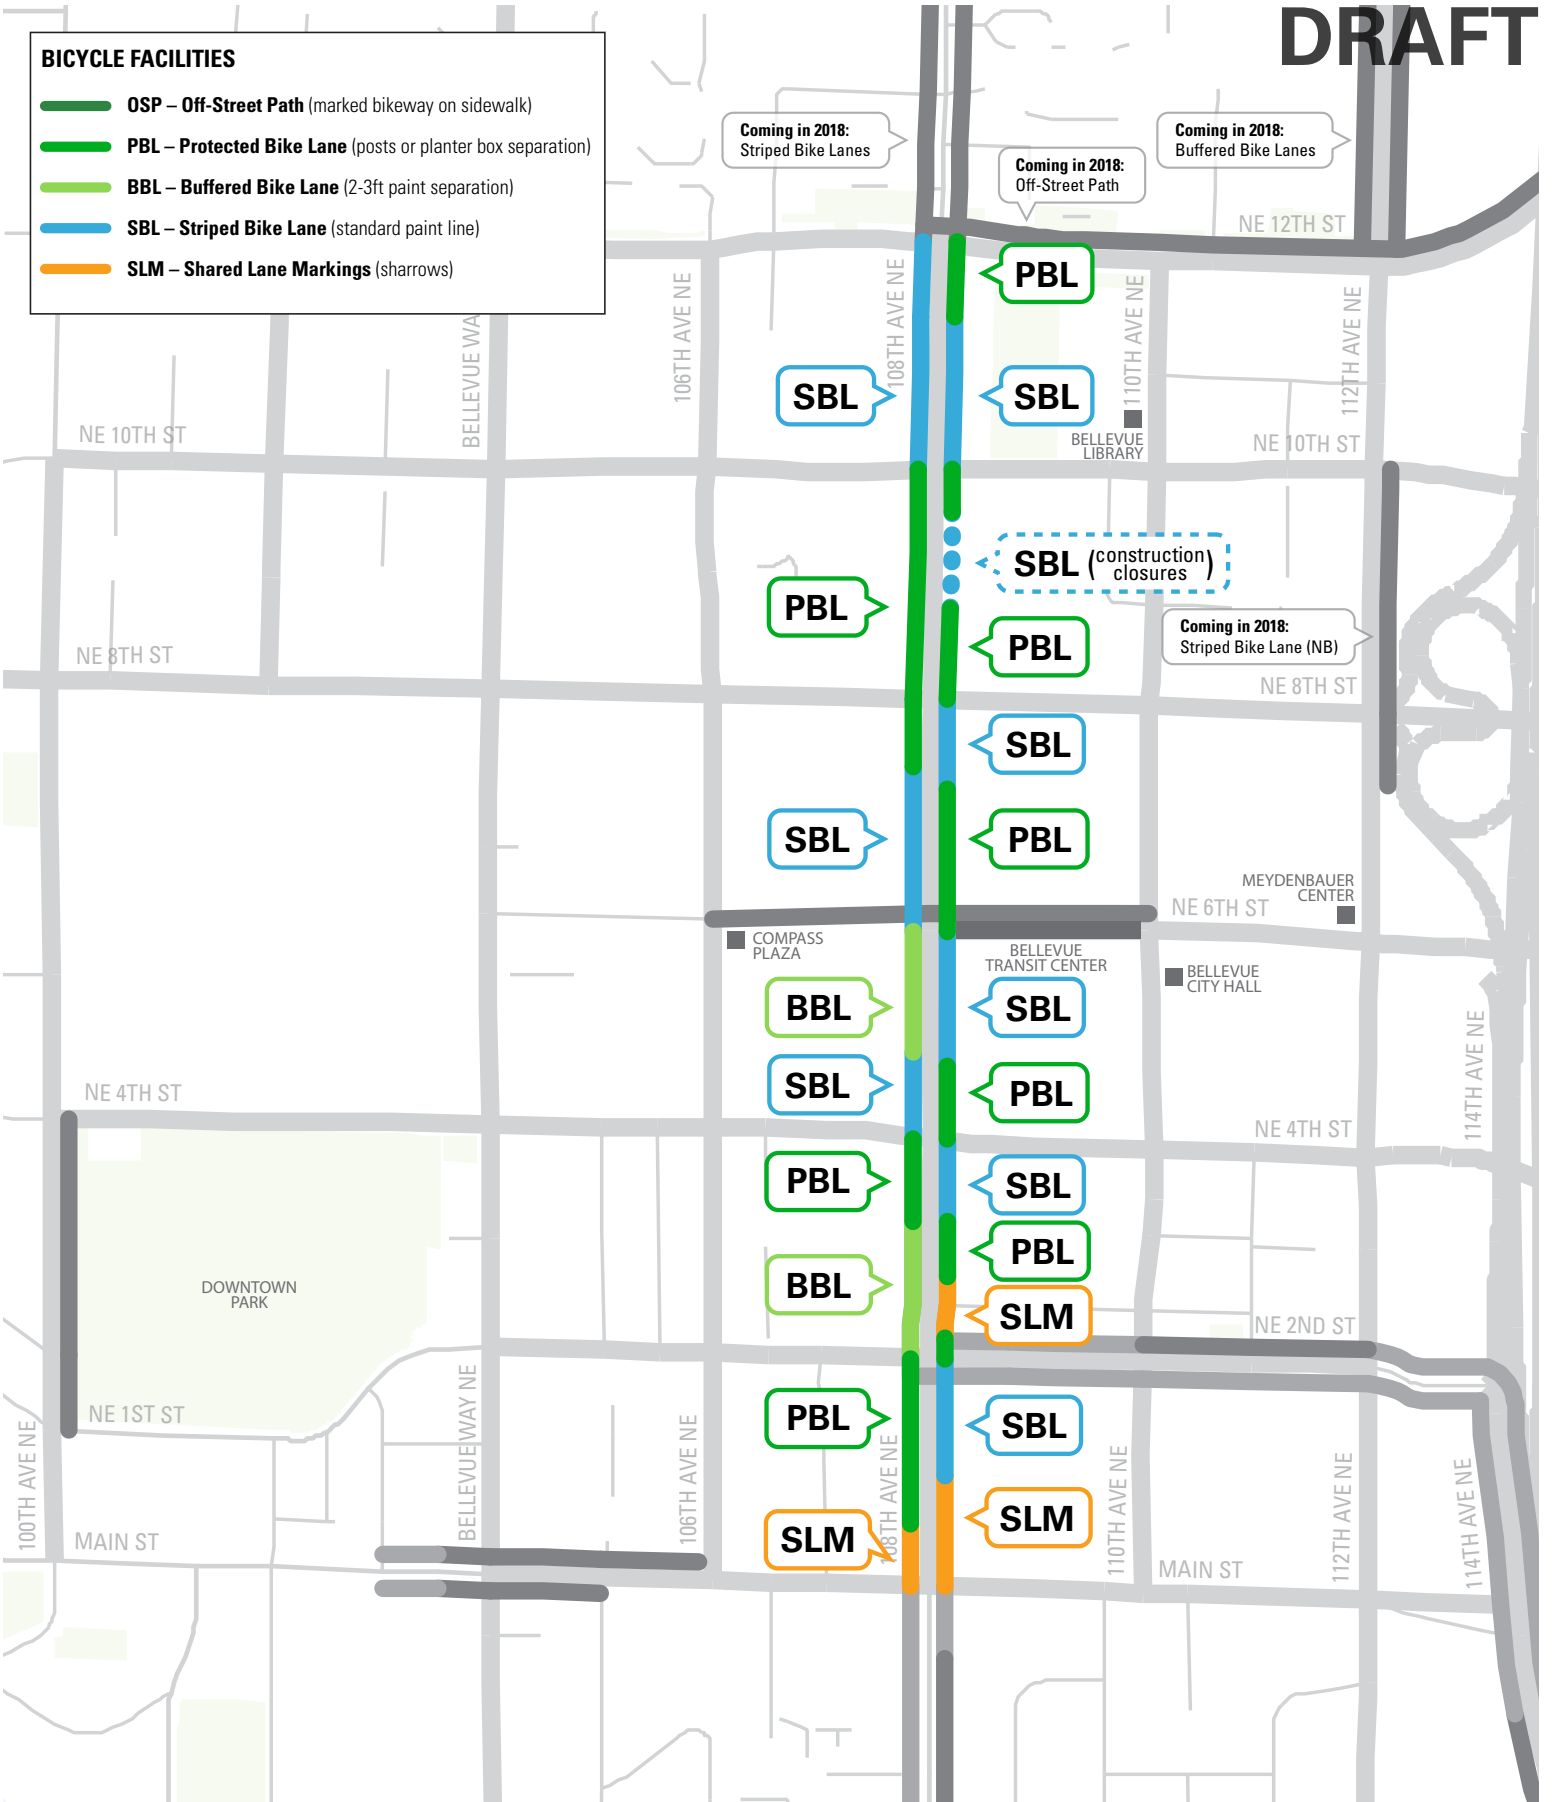 DRAFT
BICYCLE FACILITIES
OSP – Off-Street Path (marked bikeway on sidewalk)
PBL – Protected Bike Lane (posts or planter box separation)
BBL – Buffered Bike Lane (2-3ft paint separation)
SBL – Striped Bike Lane (standard paint line)
SLM – Shared Lane Markings (sharrows)
Coming in 2018:
Striped Bike Lanes
Coming in 2018:
Off-Street Path
Coming in 2018:
Buffered Bike Lanes
NE 12TH ST
PBL
BELLEVUE WA
106TH AVE NE
108TH AVE NE
110TH AVE NE
112TH AVE NE
SBL
SBL
NE 10TH ST
BELLEVUE
LIBRARY
NE 10TH ST
SBL (construction
closures)
PBL
PBL
Coming in 2018:
Striped Bike Lane (NB)
NE 8TH ST
NE 8TH ST
SBL
SBL
PBL
MEYDENBAUER
CENTER
NE 6TH ST
COMPASS
PLAZA
BELLEVUE
TRANSIT CENTER
BELLEVUE
CITY HALL
BBL
SBL
SBL
PBL
114TH AVE NE
NE 4TH ST
NE 4TH ST
PBL
SBL
PBL
DOWNTOWN
PARK
BBL
SLM
NE 2ND ST
NE 1ST ST
PBL
SBL
100TH AVE NE
BELLEVUE WAY NE
106TH AVE NE
108TH AVE NE
110TH AVE NE
112TH AVE NE
114TH AVE NE
SLM
SLM
MAIN ST
MAIN ST